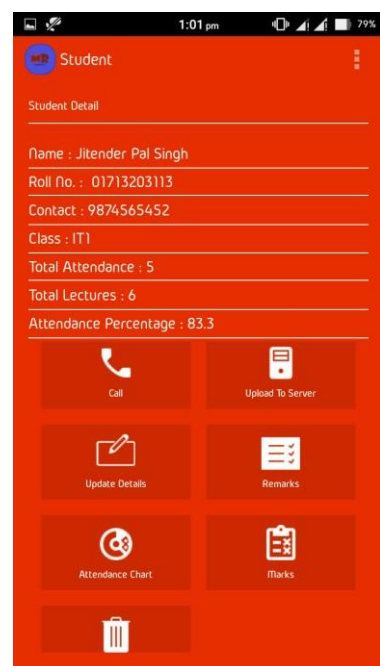 1:01 pm
79%
MR
Student
Student Detail
Name : Jitender Pal Singh
Roll No. : 01713203113
Contact : 9874565452
Class : IT1
Total Attendance : 5
Total Lectures : 6
Attendance Percentage : 83.3
Call
Upload To Server
Update Details
Remarks
Attendance Chart
Marks